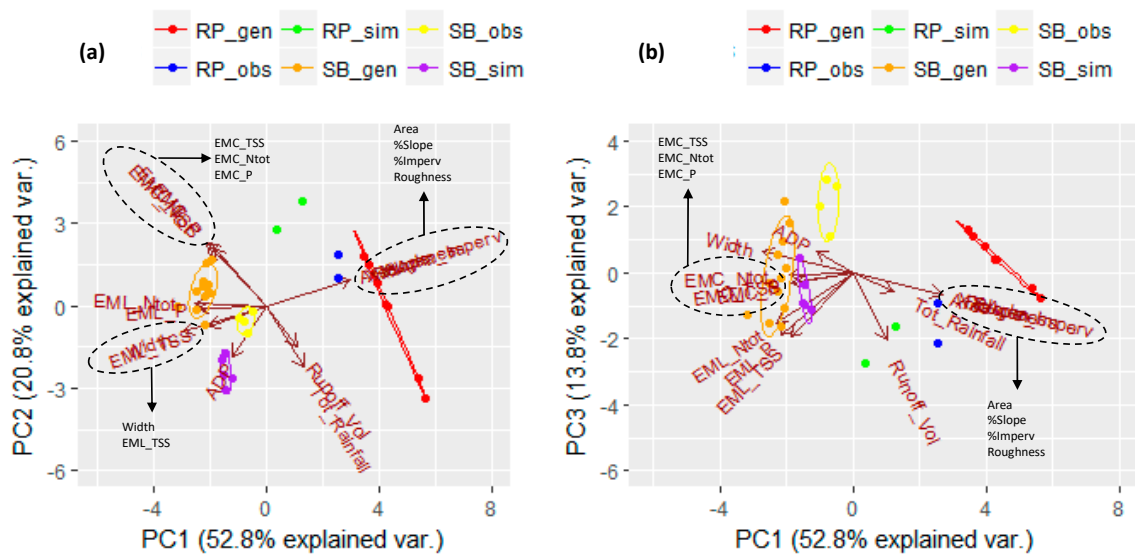 (a)
RP_gen RP_sim SB_obs
RP_obs SB_gen SB_sim
EMC_TSS
EMC_Ntot
EMC_P
Area
%Slope
%Imperv
Roughness
EML_Ntot
EML_P
Width
EML_TSS
ADP
Runoff_Vol
Tot_Rainfall
Width
EML_TSS
6
3
0
-3
-6
-4 0 4 8
PC2 (20.8% explained var.)
PC1 (52.8% explained var.)
(b)
RP_gen RP_sim SB_obs
RP_obs SB_gen SB_sim
EMC_TSS
EMC_Ntot
EMC_P
Width
ADP
EMC_Ntot
Tot_Rainfall
EML_Ntot
EML_P
EML_TSS
Runoff_Vol
Area
%Slope
%Imperv
Roughness
4
2
0
-2
-4
-6
-4 0 4 8
PC3 (13.8% explained var.)
PC1 (52.8% explained var.)